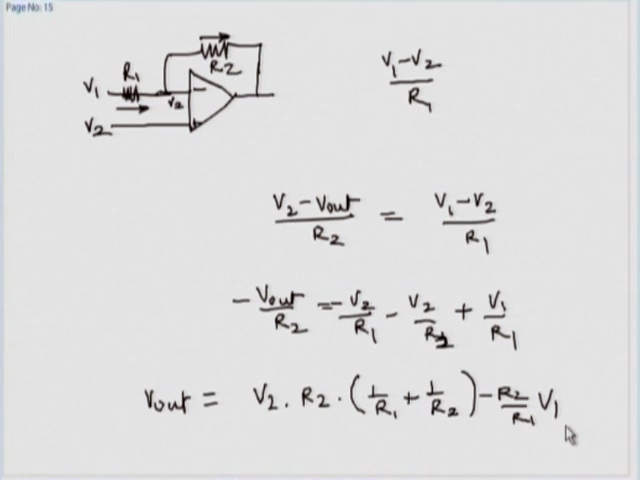 Page No: 15
R2
V1 R1 V2 -
V2 +
V1-V2 / R1
V2 - Vout / R2 = V1-V2 / R1
- Vout / R2 = - V2 / R1 - V2 / R2 + V1 / R1
Vout = V2 . R2 . ( 1/R1 + 1/R2 ) - R2/R1 V1